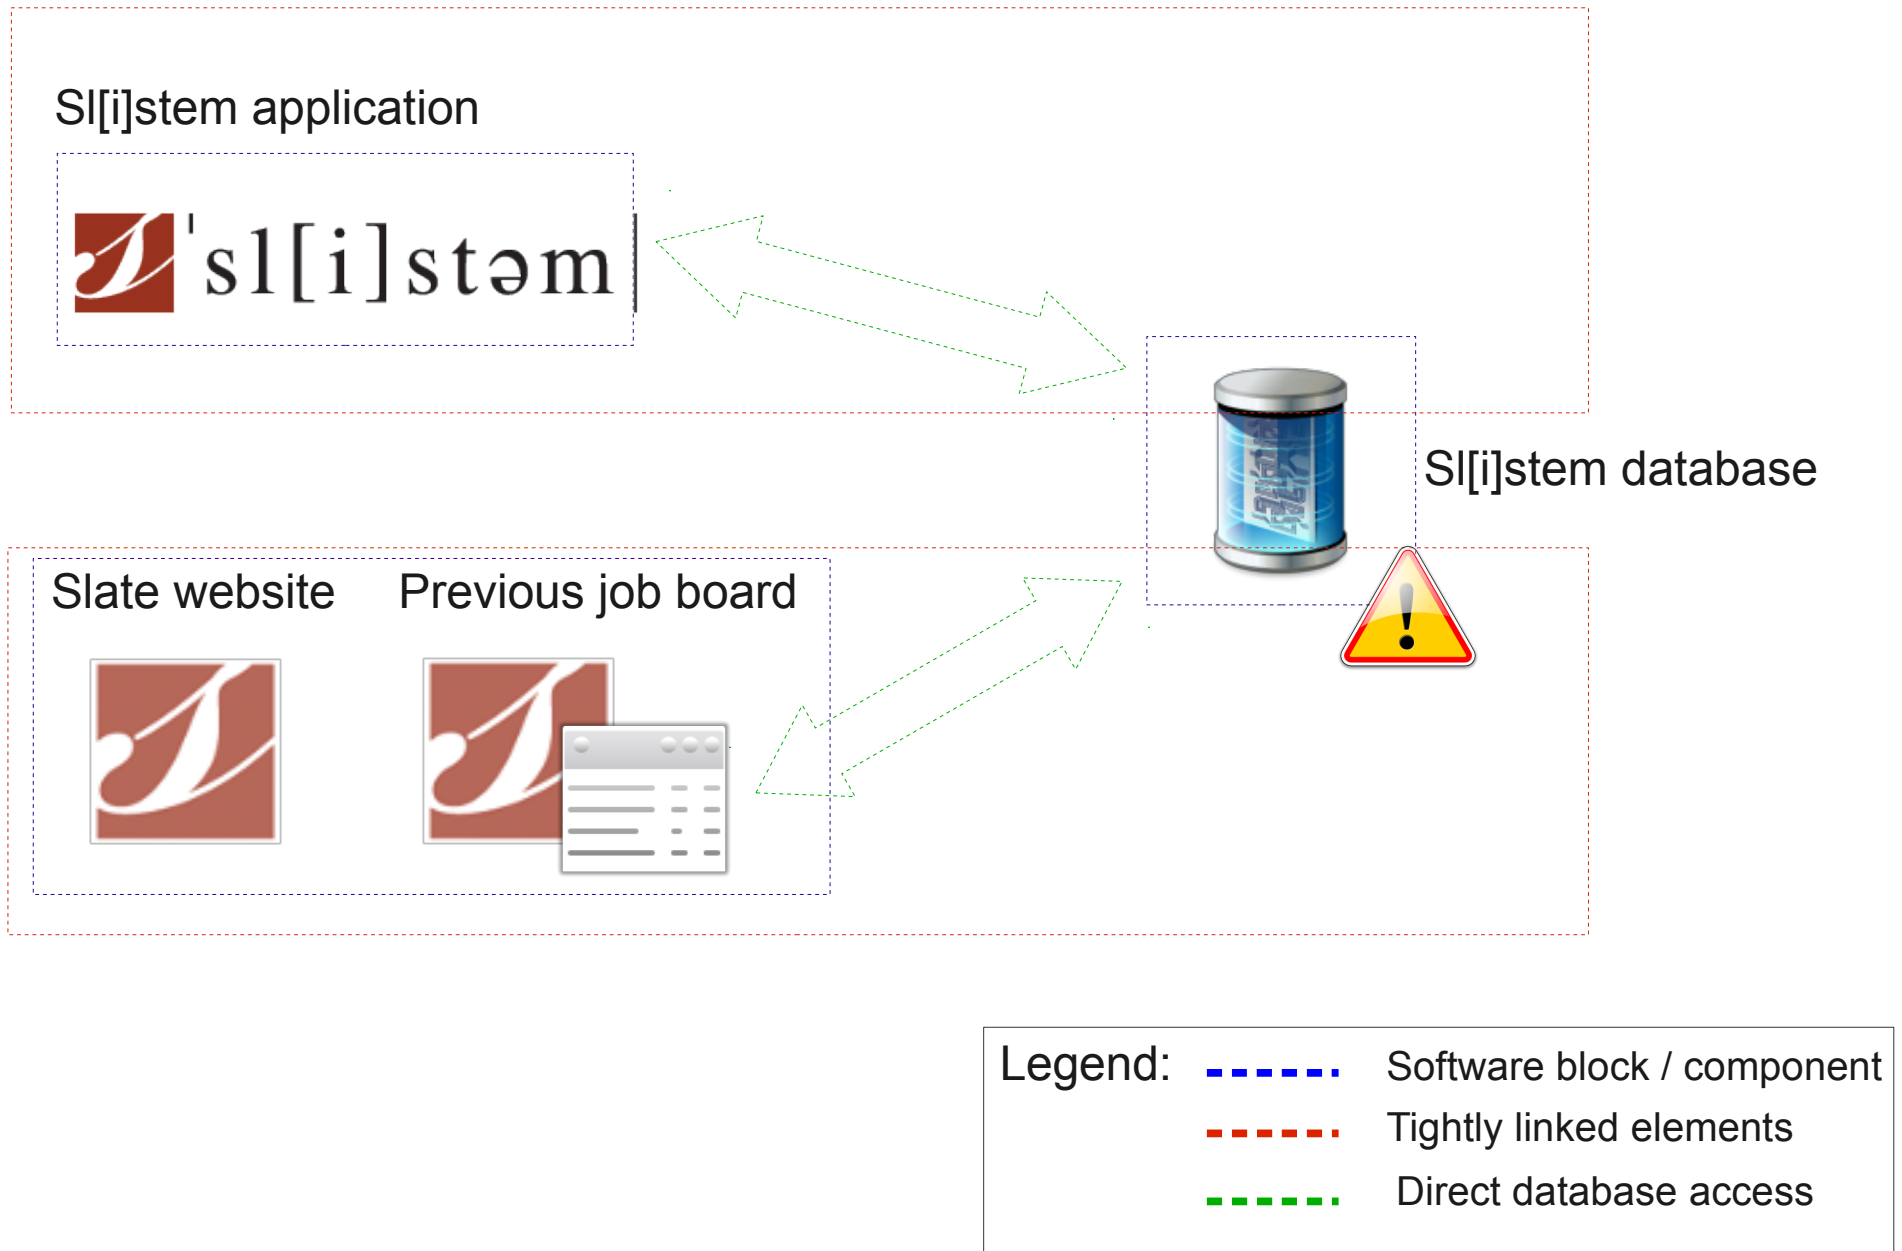 Sl[i]stem application
ˈsl[i]stəm
Sl[i]stem database
Slate website
Previous job board
Legend:
Software block / component
Tightly linked elements
Direct database access